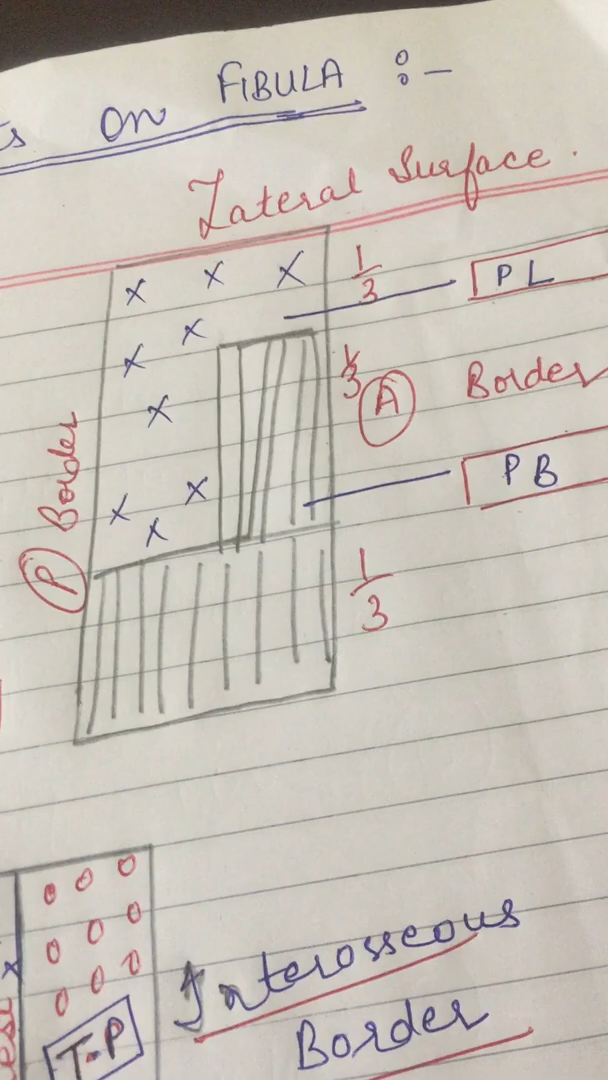 on FIBULA :-
Lateral Surface.
x x x
1/3
PL
x
x
1/3
A Border
x
P Border
PB
x x
x
1/3
Interosseous
Border
T-P